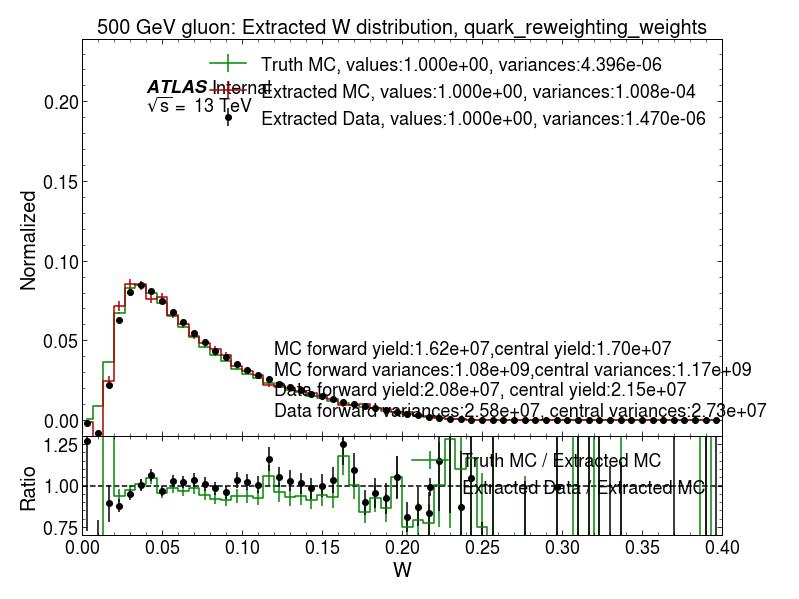 500 GeV gluon: Extracted W distribution, quark_reweighting_weights
Truth MC, values:1.000e+00, variances:4.396e-06
ATLAS Internal
Extracted MC, values:1.000e+00, variances:1.008e-04
√s = 13 TeV
Extracted Data, values:1.000e+00, variances:1.470e-06
Normalized
0.20
0.15
0.10
0.05
0.00
MC forward yield:1.62e+07,central yield:1.70e+07
MC forward variances:1.08e+09,central variances:1.17e+09
Data forward yield:2.08e+07, central yield:2.15e+07
Data forward variances:2.58e+07, central variances:2.73e+07
Ratio
1.25
1.00
0.75
Truth MC / Extracted MC
Extracted Data / Extracted MC
0.00 0.05 0.10 0.15 0.20 0.25 0.30 0.35 0.40
W